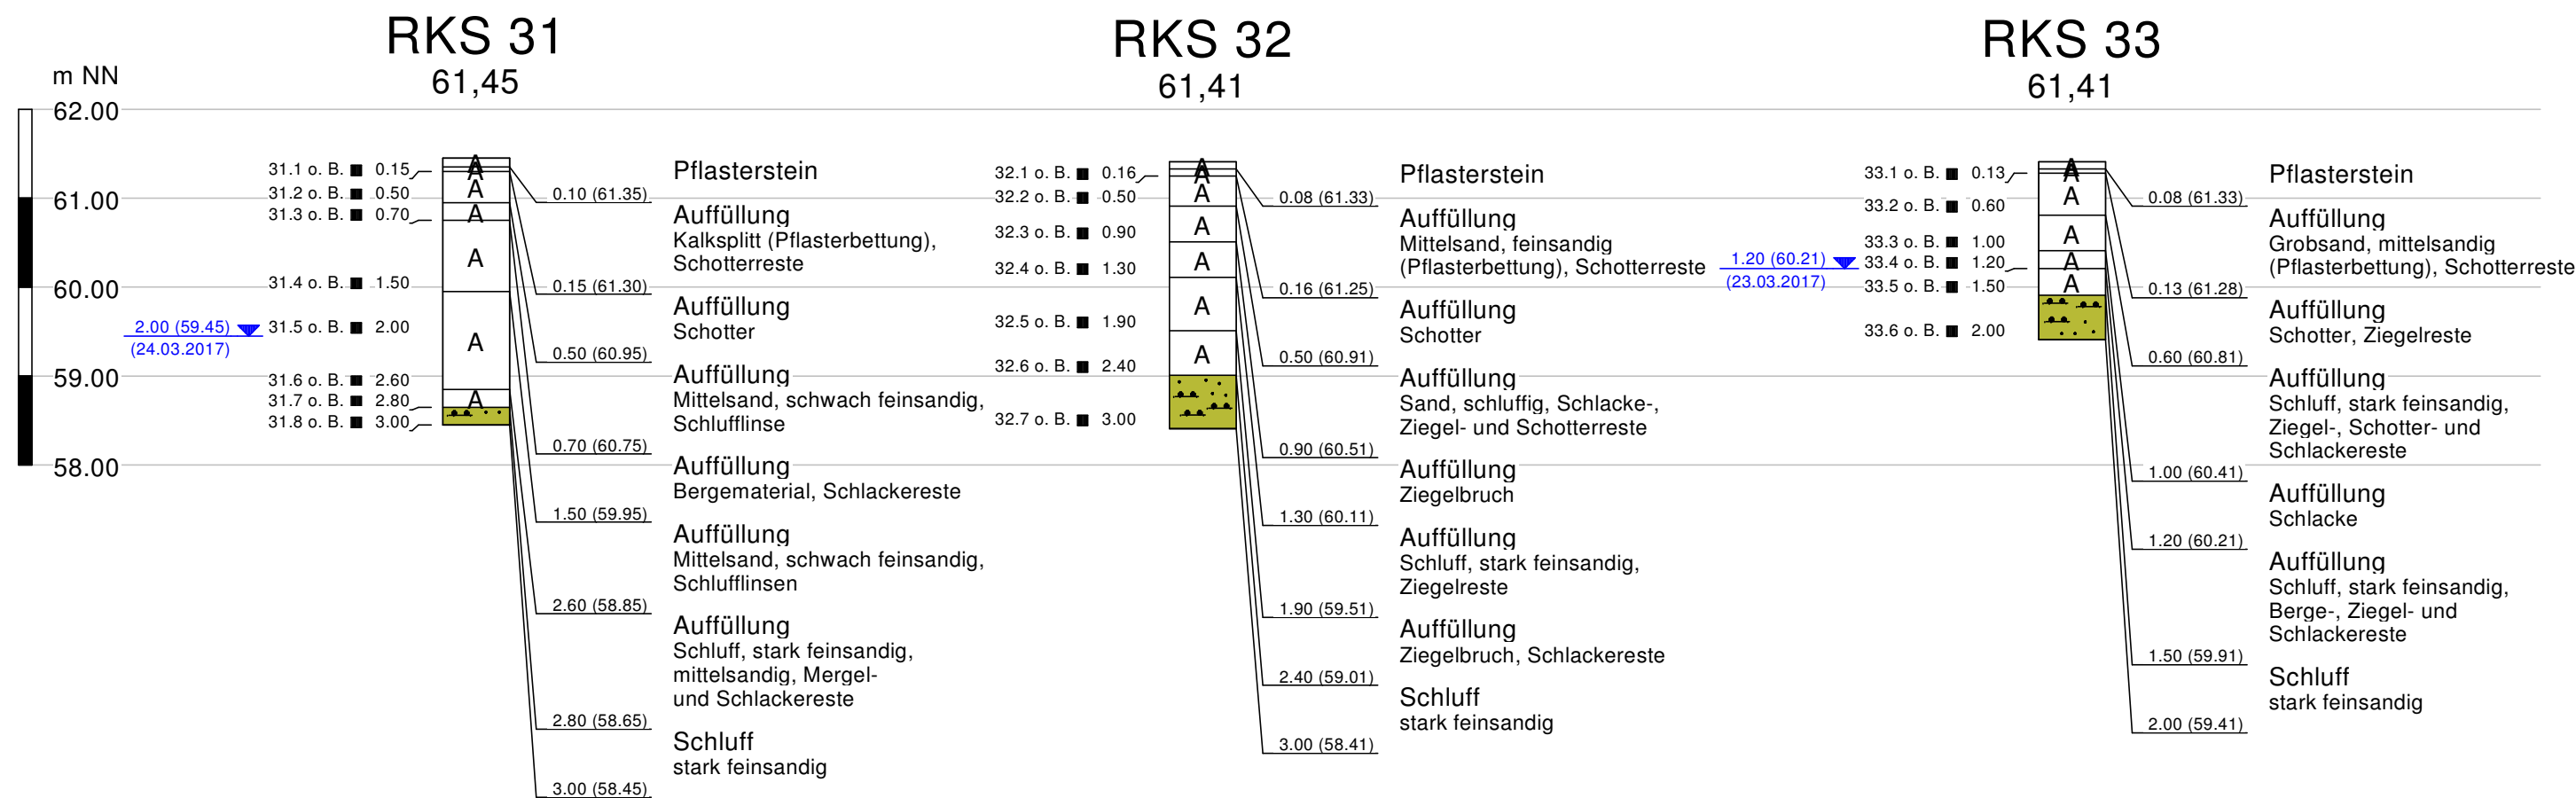 RKS 31
61,45
RKS 32
61,41
RKS 33
61,41
m NN
62.00
61.00
60.00
59.00
58.00
31.1 o. B. 0.15
31.2 o. B. 0.50
31.3 o. B. 0.70
31.4 o. B. 1.50
31.5 o. B. 2.00
31.6 o. B. 2.60
31.7 o. B. 2.80
31.8 o. B. 3.00
2.00 (59.45)
(24.03.2017)
A
A
A
A
A
A
A
A
Pflasterstein
0.10 (61.35)
Auffüllung
Kalksplitt (Pflasterbettung),
Schotterreste
0.15 (61.30)
Auffüllung
Schotter
0.50 (60.95)
Auffüllung
Mittelsand, schwach feinsandig,
Schlufflinse
0.70 (60.75)
Auffüllung
Bergematerial, Schlackereste
1.50 (59.95)
Auffüllung
Mittelsand, schwach feinsandig,
Schlufflinsen
2.60 (58.85)
Auffüllung
Schluff, stark feinsandig,
mittelsandig, Mergel-
und Schlackereste
2.80 (58.65)
Schluff
stark feinsandig
3.00 (58.45)
32.1 o. B. 0.16
32.2 o. B. 0.50
32.3 o. B. 0.90
32.4 o. B. 1.30
32.5 o. B. 1.90
32.6 o. B. 2.40
32.7 o. B. 3.00
A
A
A
A
A
A
A
Pflasterstein
0.08 (61.33)
Auffüllung
Mittelsand, feinsandig
(Pflasterbettung), Schotterreste
0.16 (61.25)
Auffüllung
Schotter
0.50 (60.91)
Auffüllung
Sand, schluffig, Schlacke-,
Ziegel- und Schotterreste
0.90 (60.51)
Auffüllung
Ziegelbruch
1.30 (60.11)
Auffüllung
Schluff, stark feinsandig,
Ziegelreste
1.90 (59.51)
Auffüllung
Ziegelbruch, Schlackereste
2.40 (59.01)
Schluff
stark feinsandig
3.00 (58.41)
33.1 o. B. 0.13
33.2 o. B. 0.60
33.3 o. B. 1.00
33.4 o. B. 1.20
33.5 o. B. 1.50
33.6 o. B. 2.00
1.20 (60.21)
(23.03.2017)
A
A
A
A
A
A
Pflasterstein
0.08 (61.33)
Auffüllung
Grobsand, mittelsandig
(Pflasterbettung), Schotterreste
0.13 (61.28)
Auffüllung
Schotter, Ziegelreste
0.60 (60.81)
Auffüllung
Schluff, stark feinsandig,
Ziegel-, Schotter- und
Schlackereste
1.00 (60.41)
Auffüllung
Schlacke
1.20 (60.21)
Auffüllung
Schluff, stark feinsandig,
Berge-, Ziegel- und
Schlackereste
1.50 (59.91)
Schluff
stark feinsandig
2.00 (59.41)